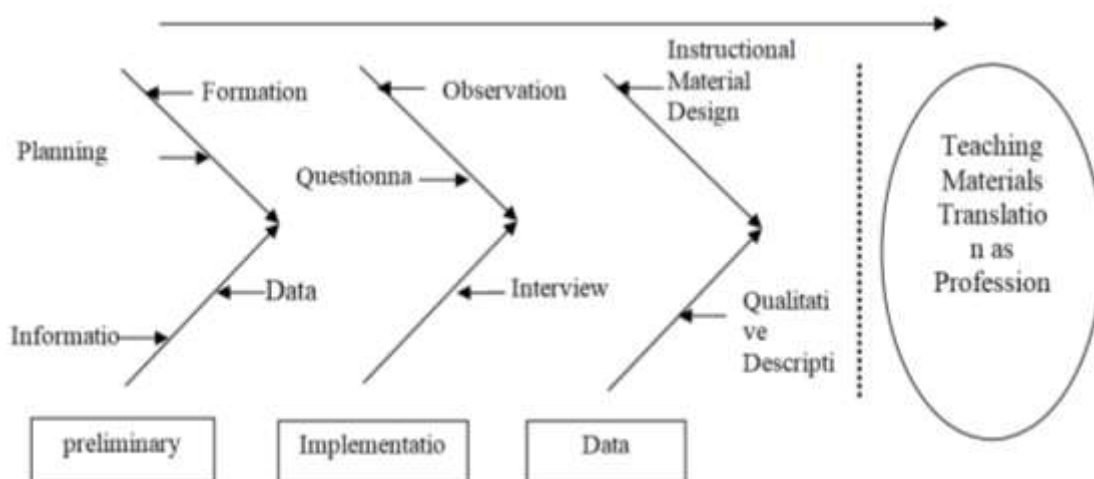 Formation
Planning
Data
Informatio
preliminary
Observation
Questionna
Interview
Implementatio
Instructional
Material
Design
Qualitati
ve
Descripti
Data
Teaching
Materials
Translatio
n as
Profession